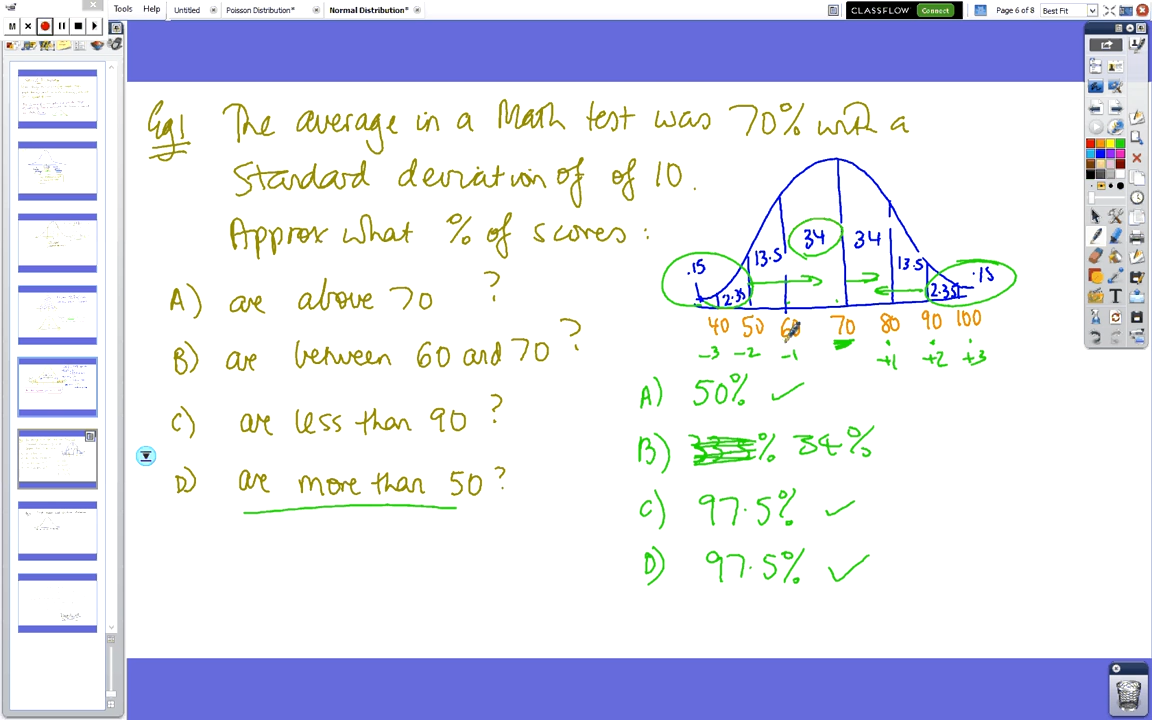 Tools Help Untitled Poisson Distribution* Normal Distribution* CLASSFLOW Connect Page 6 of 8 Best Fit
Eg1 The average in a Math test was 70% with a
Standard deviation of of 10.
Approx what % of scores:
A) are above 70 ?
B) are between 60 and 70 ?
C) are less than 90 ?
D) are more than 50?
.15 2.35 13.5 34 34 13.5 2.35 .15
40 50 60 70 80 90 100
-3 -2 -1 +1 +2 +3
A) 50% ✓
B) % 34%
C) 97.5% ✓
D) 97.5% ✓